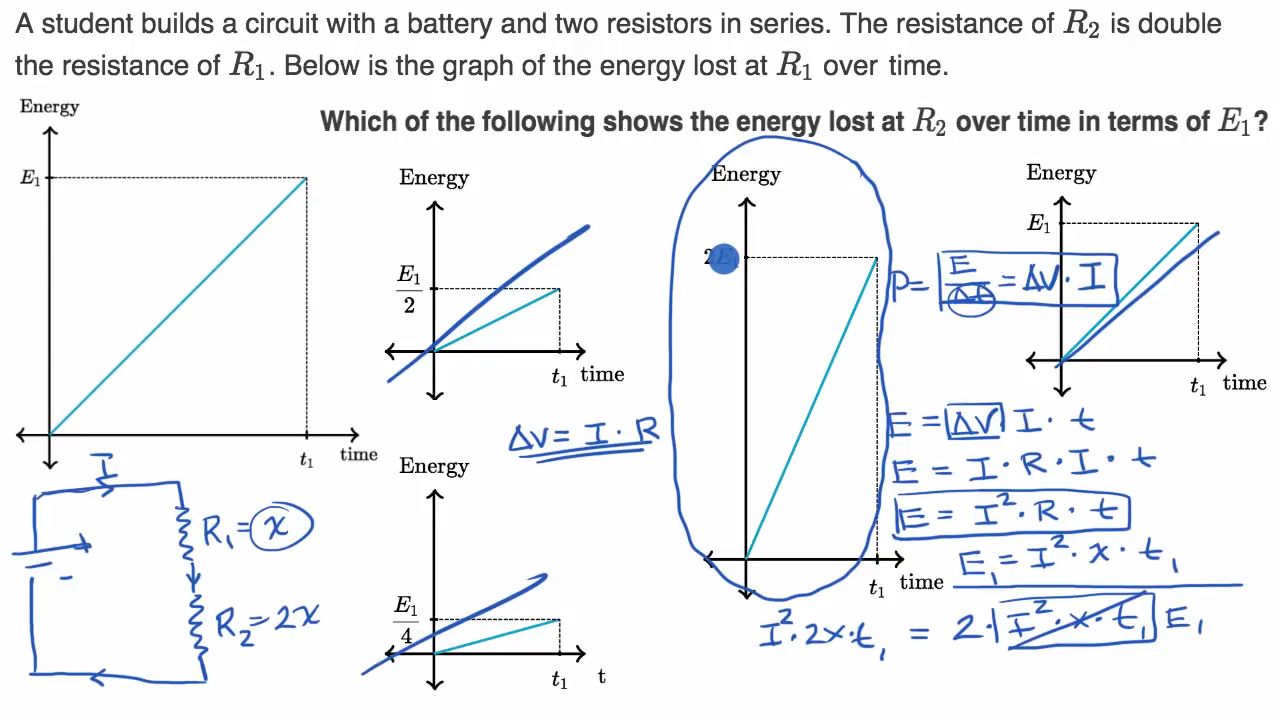 A student builds a circuit with a battery and two resistors in series. The resistance of R₂ is double
the resistance of R₁. Below is the graph of the energy lost at R₁ over time.
Which of the following shows the energy lost at R₂ over time in terms of E₁?
Energy
E₁
t₁ time
Energy
E₁/2
t₁ time
Energy
2E₁
t₁ time
Energy
E₁
t₁ time
Energy
E₁/4
t₁ t
P = E/Δt = ΔV · I
ΔV = I · R
E = ΔV I · t
E = I · R · I · t
E = I² · R · t
E₁ = I² · x · t₁
I² · 2x · t₁ = 2 · I² · x · t₁ E₁
I
R₁ = x
R₂ = 2x
-